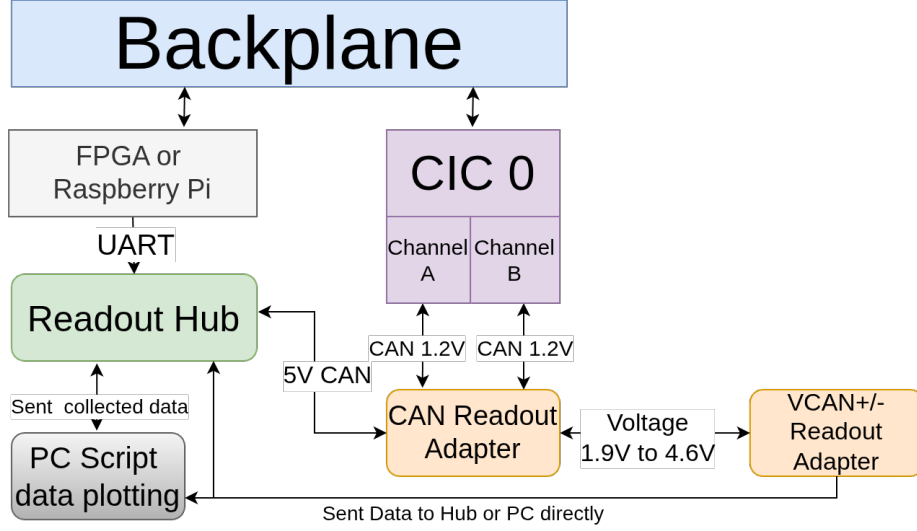 Backplane
FPGA or
Raspberry Pi
CIC 0
UART
Channel
A
Channel
B
Readout Hub
CAN 1.2V
CAN 1.2V
5V CAN
Sent  collected data
CAN Readout
Adapter
Voltage
1.9V to 4.6V
VCAN+/-
Readout
Adapter
PC Script
data plotting
Sent Data to Hub or PC directly